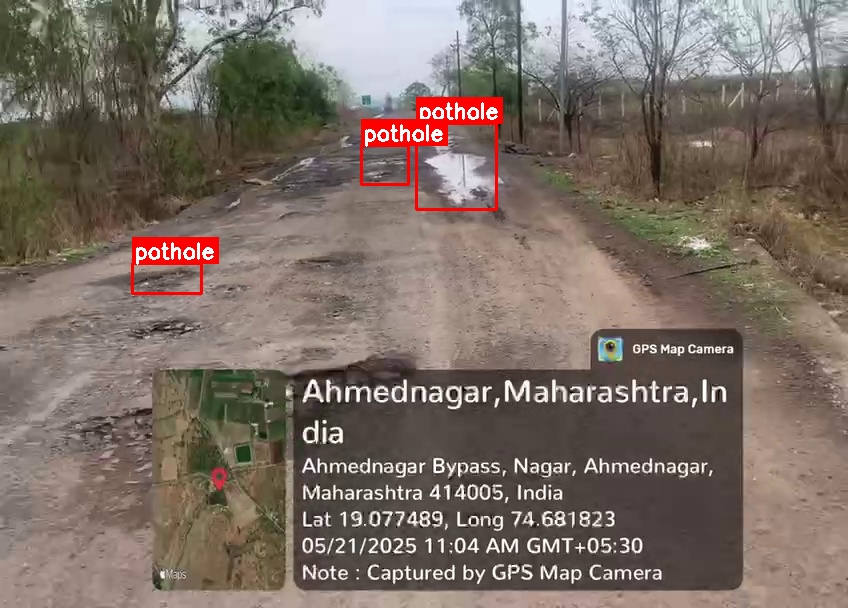 pothole
pothole
pothole
GPS Map Camera
Ahmednagar,Maharashtra,In
dia
Ahmednagar Bypass, Nagar, Ahmednagar,
Maharashtra 414005, India
Lat 19.077489, Long 74.681823
05/21/2025 11:04 AM GMT+05:30
Note : Captured by GPS Map Camera
Maps